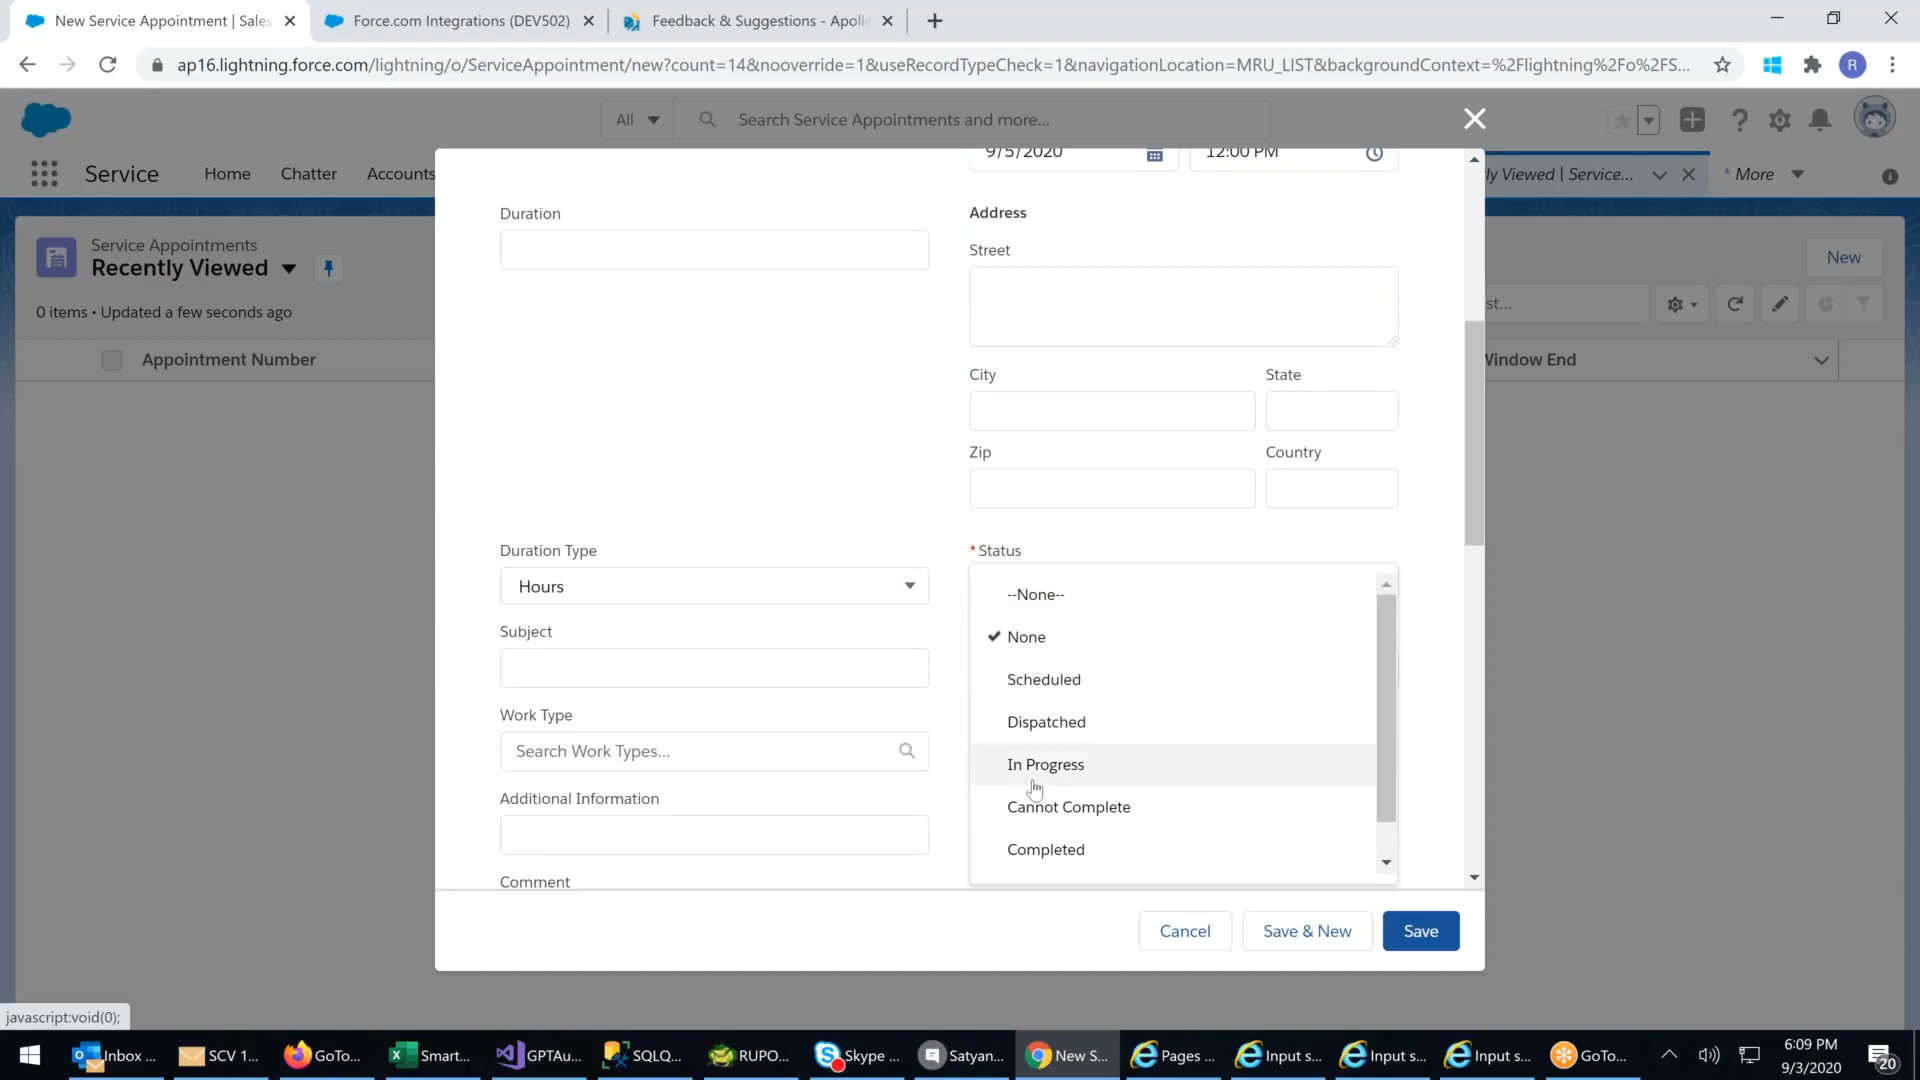 New Service Appointment | Sales
Force.com Integrations (DEV502)
Feedback & Suggestions - Apollo
ap16.lightning.force.com/lightning/o/ServiceAppointment/new?count=14&nooverride=1&useRecordTypeCheck=1&navigationLocation=MRU_LIST&backgroundContext=%2Flightning%2Fo%2FS...
R
All
Search Service Appointments and more...
Service
Home
Chatter
Accounts
ly Viewed | Service...
* More
Service Appointments
Recently Viewed
New
0 items • Updated a few seconds ago
st...
Appointment Number
Window End
9/5/2020
12:00 PM
Duration
Address
Street
City
State
Zip
Country
Duration Type
Hours
*Status
--None--
None
Scheduled
Dispatched
In Progress
Cannot Complete
Completed
Subject
Work Type
Search Work Types...
Additional Information
Comment
Cancel
Save & New
Save
javascript:void(0);
Inbox ...
SCV 1...
GoTo...
Smart...
GPTAu...
SQLQ...
RUPO...
Skype ...
Satyan...
New S...
Pages ...
Input s...
Input s...
Input s...
GoTo...
6:09 PM
9/3/2020
20